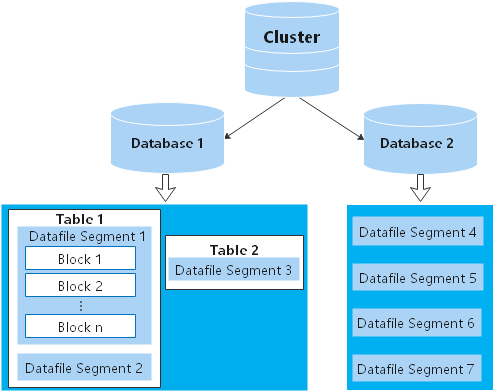 Cluster
Database 1
Database 2
Table 1
Datafile Segment 1
Block 1
Block 2
Block n
Datafile Segment 2
Table 2
Datafile Segment 3
Datafile Segment 4
Datafile Segment 5
Datafile Segment 6
Datafile Segment 7